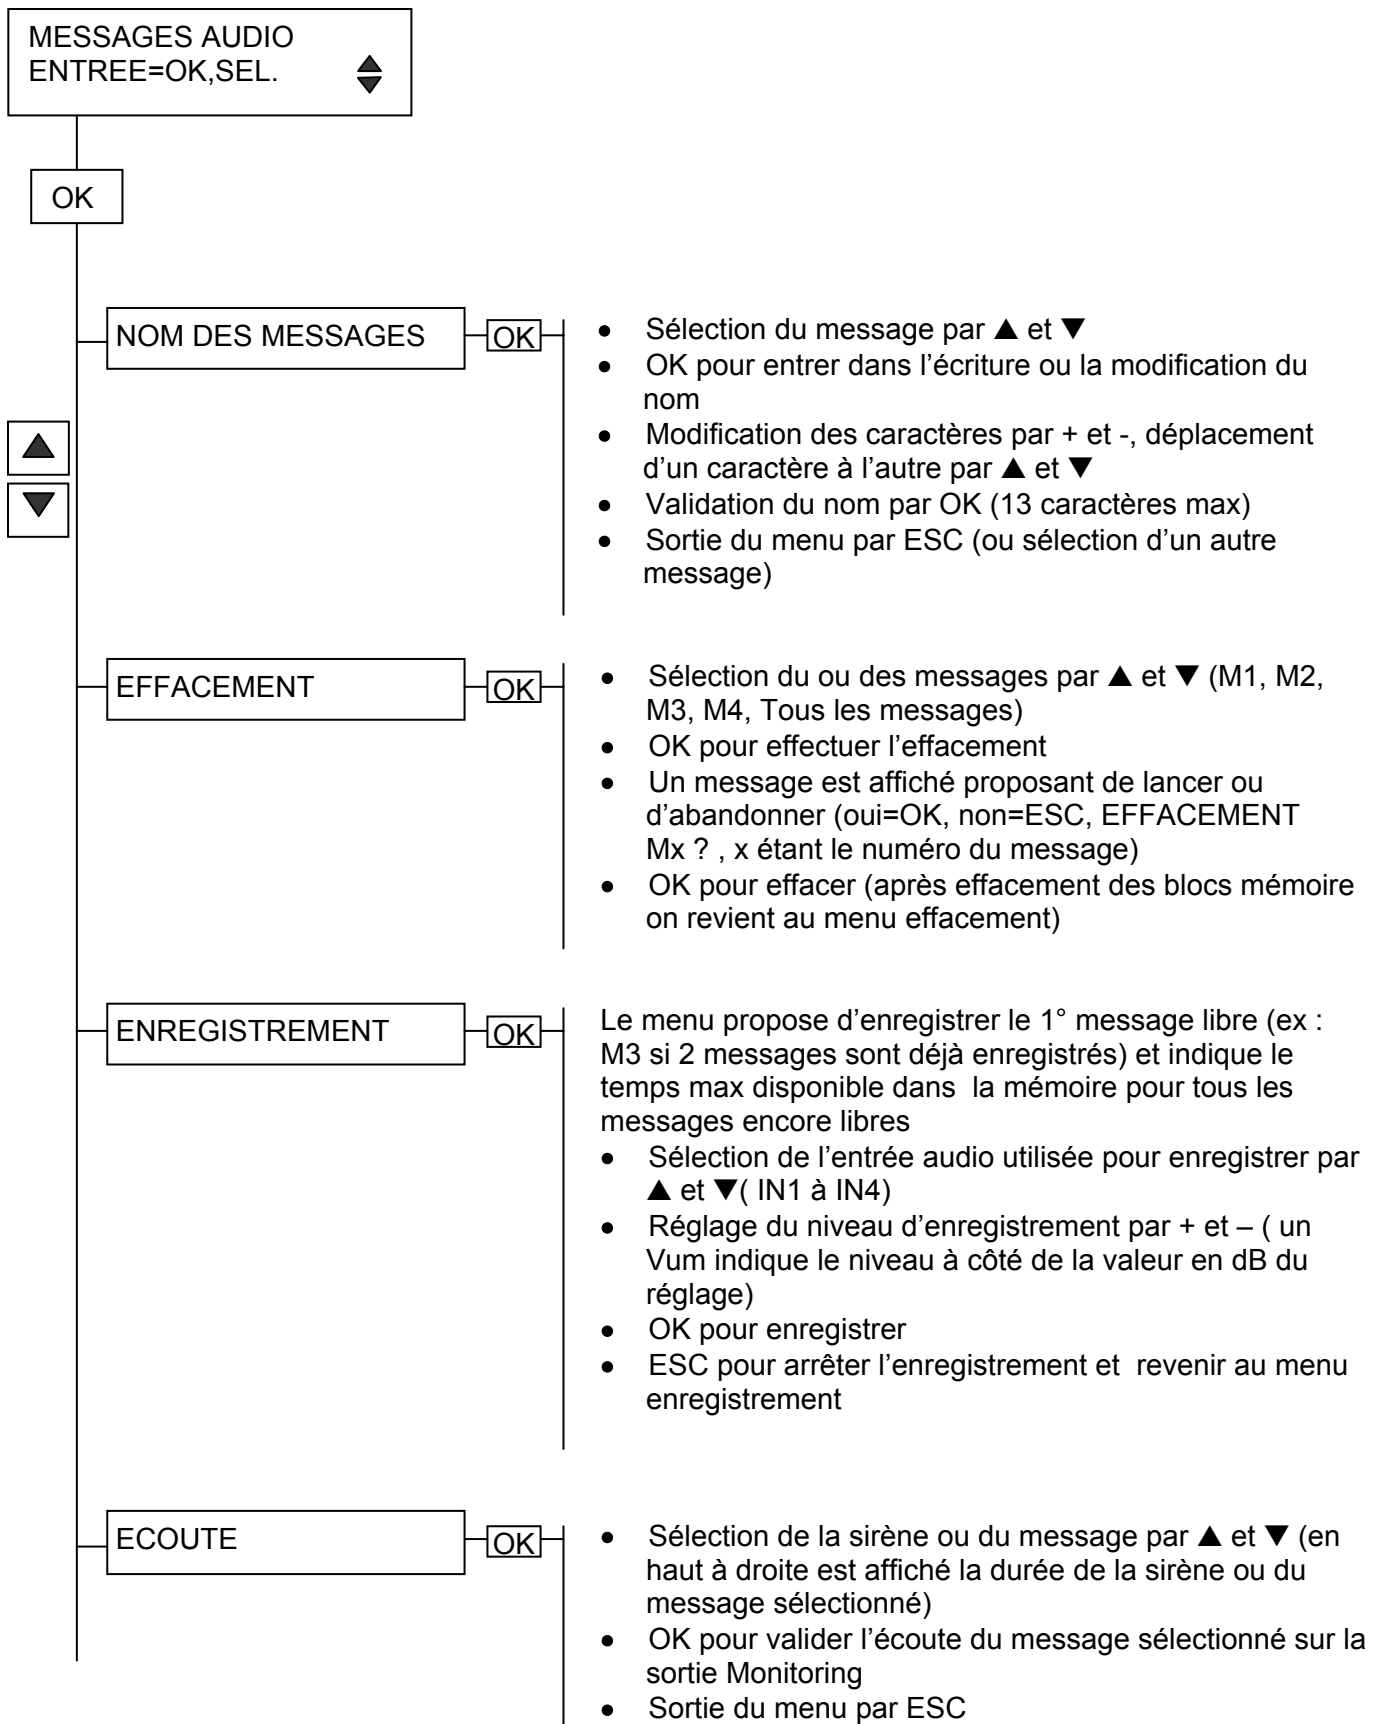 MESSAGES AUDIO
ENTREE=OK,SEL.
OK
NOM DES MESSAGES
OK
• Sélection du message par ▲ et ▼
• OK pour entrer dans l’écriture ou la modification du
nom
• Modification des caractères par + et -, déplacement
d’un caractère à l’autre par ▲ et ▼
• Validation du nom par OK (13 caractères max)
• Sortie du menu par ESC (ou sélection d’un autre
message)
EFFACEMENT
OK
• Sélection du ou des messages par ▲ et ▼ (M1, M2,
M3, M4, Tous les messages)
• OK pour effectuer l’effacement
• Un message est affiché proposant de lancer ou
d’abandonner (oui=OK, non=ESC, EFFACEMENT
Mx ? , x étant le numéro du message)
• OK pour effacer (après effacement des blocs mémoire
on revient au menu effacement)
ENREGISTREMENT
OK
Le menu propose d’enregistrer le 1° message libre (ex :
M3 si 2 messages sont déjà enregistrés) et indique le
temps max disponible dans  la mémoire pour tous les
messages encore libres
• Sélection de l’entrée audio utilisée pour enregistrer par
▲ et ▼( IN1 à IN4)
• Réglage du niveau d’enregistrement par + et – ( un
Vum indique le niveau à côté de la valeur en dB du
réglage)
• OK pour enregistrer
• ESC pour arrêter l’enregistrement et  revenir au menu
enregistrement
ECOUTE
OK
• Sélection de la sirène ou du message par ▲ et ▼ (en
haut à droite est affiché la durée de la sirène ou du
message sélectionné)
• OK pour valider l’écoute du message sélectionné sur la
sortie Monitoring
• Sortie du menu par ESC